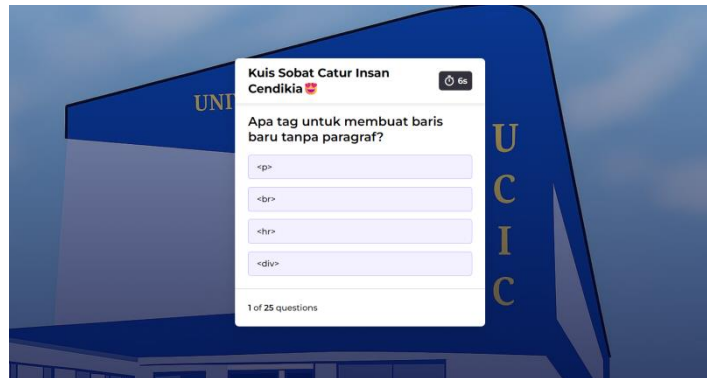 UNI
UCIC
Kuis Sobat Catur Insan
Cendikia😍
6s
Apa tag untuk membuat baris
baru tanpa paragraf?
<p>
<br>
<hr>
<div>
1 of 25 questions